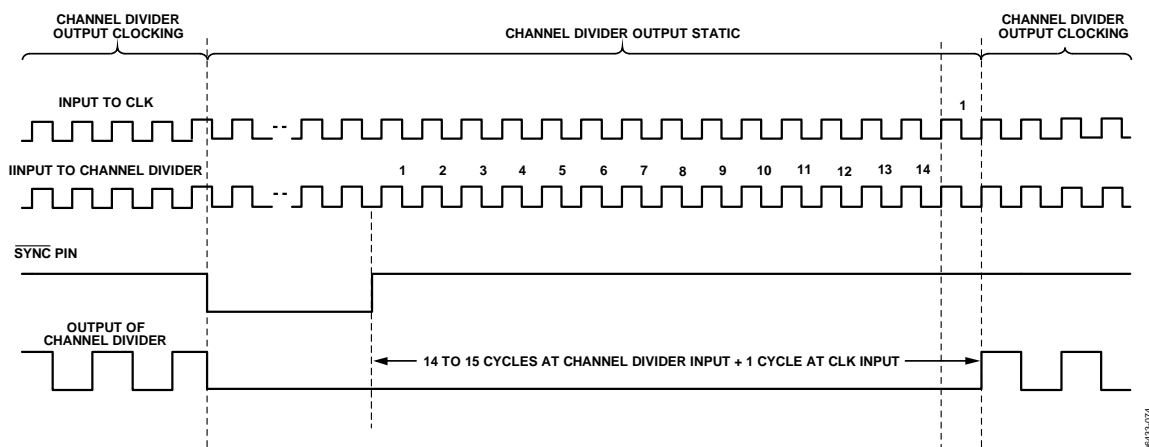 CHANNEL DIVIDER
OUTPUT CLOCKING
CHANNEL DIVIDER OUTPUT STATIC
CHANNEL DIVIDER
OUTPUT CLOCKING
INPUT TO CLK
1
IINPUT TO CHANNEL DIVIDER
1 2 3 4 5 6 7 8 9 10 11 12 13 14
SYNC PIN
OUTPUT OF
CHANNEL DIVIDER
14 TO 15 CYCLES AT CHANNEL DIVIDER INPUT + 1 CYCLE AT CLK INPUT